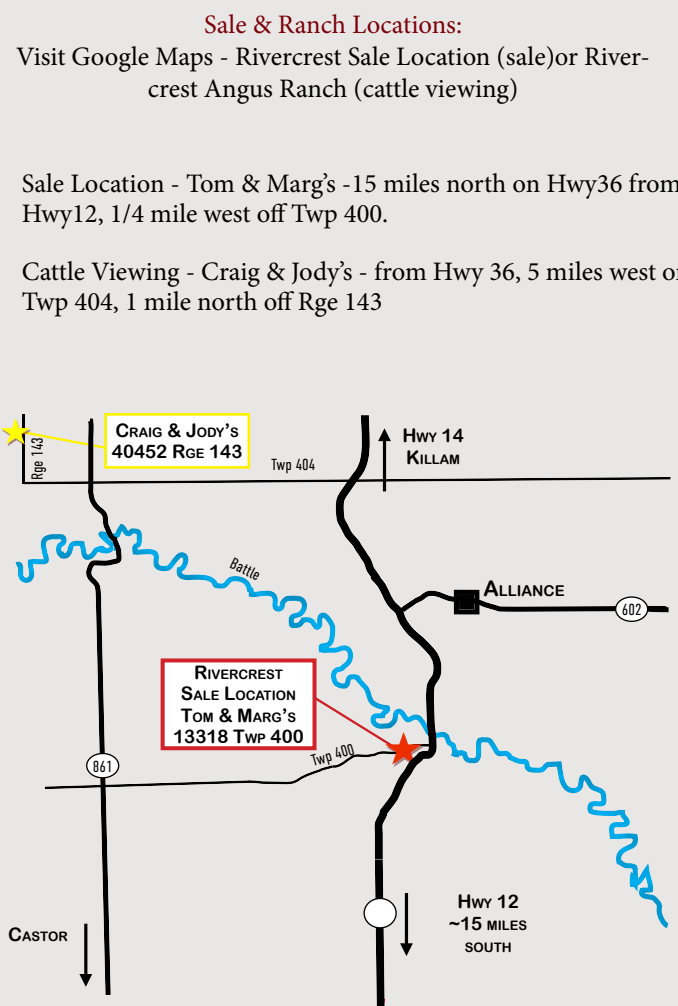 Sale & Ranch Locations:
Visit Google Maps - Rivercrest Sale Location (sale)or River-
crest Angus Ranch (cattle viewing)
Sale Location - Tom & Marg's -15 miles north on Hwy36 from
Hwy12, 1/4 mile west off Twp 400.
Cattle Viewing - Craig & Jody's - from Hwy 36, 5 miles west
Twp 404, 1 mile north off Rge 143
Craig & Jody's
40452 Rge 143
Rge 143
Twp 404
Hwy 14
Killam
Battle
Alliance
602
Rivercrest
Sale Location
Tom & Marg's
13318 Twp 400
Twp 400
861
Castor
Hwy 12
~15 miles
south